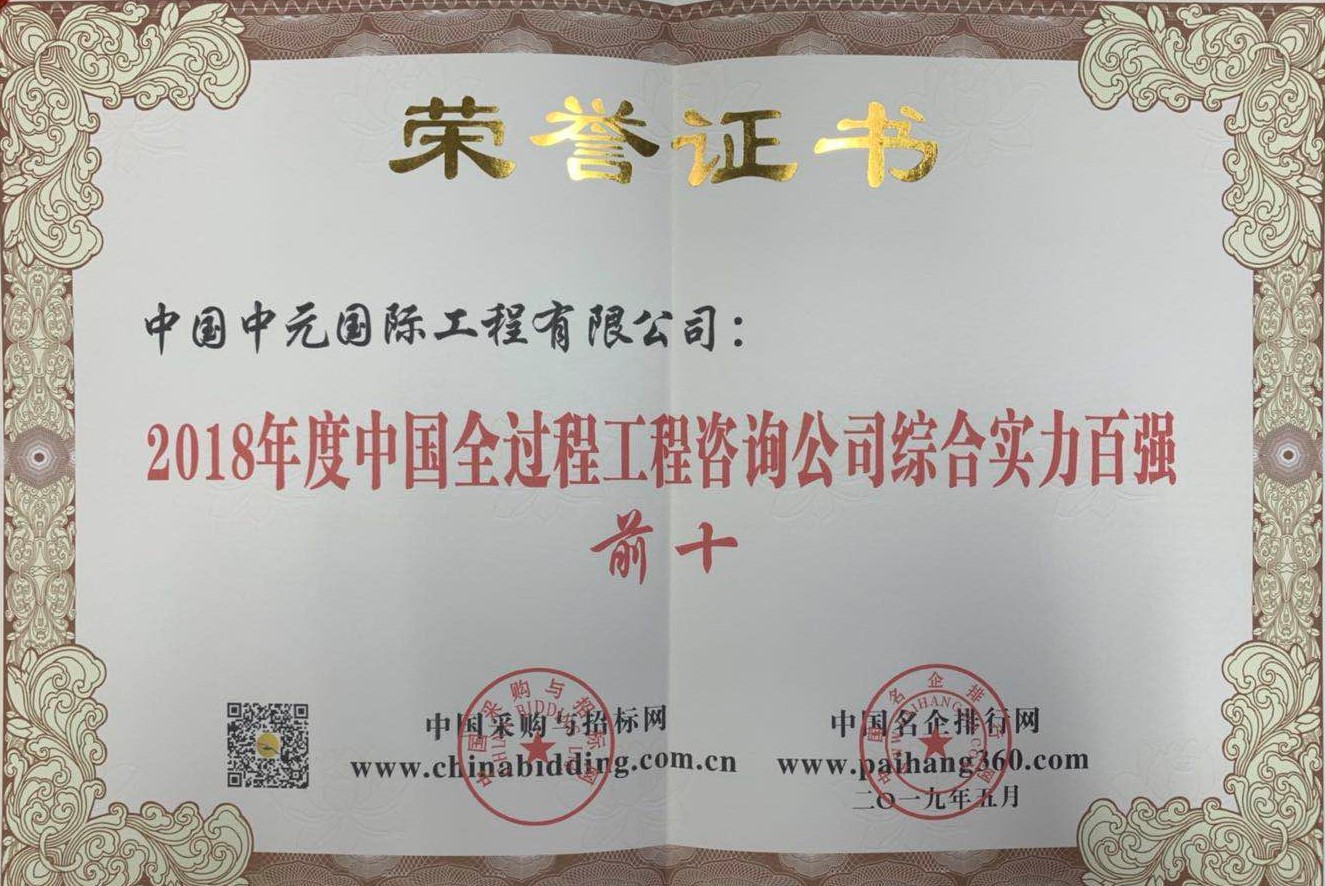 荣誉证书
中国中元国际工程有限公司：
2018年度中国全过程工程咨询公司综合实力百强
前十
中国采购与招标网
www.chinabidding.com.cn
中国名企排行网
www.paihang360.com
二〇一九年五月